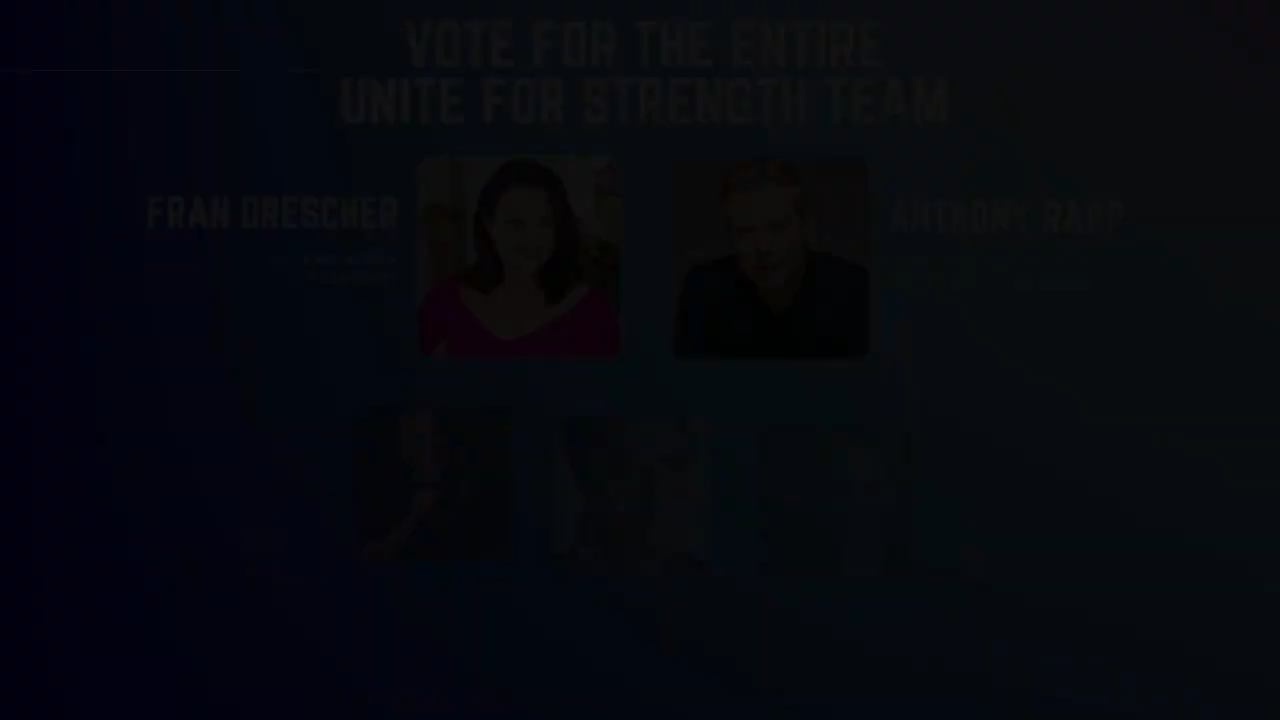 VOTE FOR THE ENTIRE
UNITE FOR STRENGTH TEAM
FRAN DRESCHER
ANTHONY RAPP